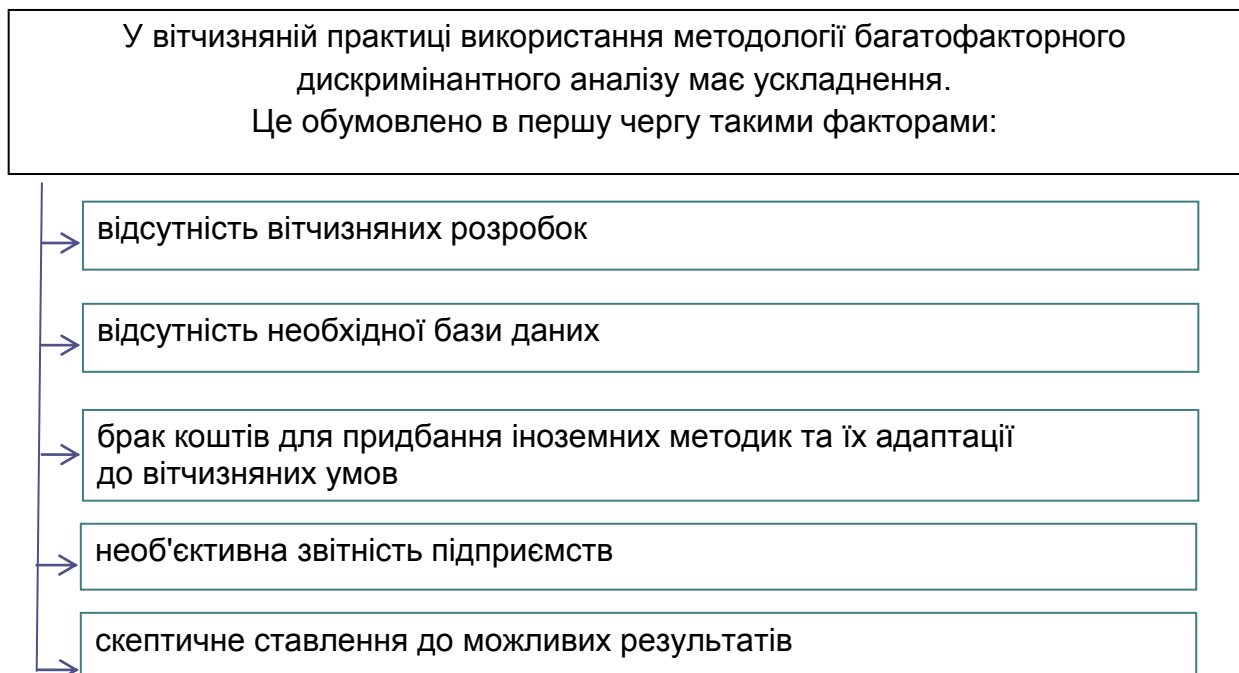 У вітчизняній практиці використання методології багатофакторного
дискримінантного аналізу має ускладнення.
Це обумовлено в першу чергу такими факторами:
відсутність вітчизняних розробок
відсутність необхідної бази даних
брак коштів для придбання іноземних методик та їх адаптації
до вітчизняних умов
необ'єктивна звітність підприємств
скептичне ставлення до можливих результатів